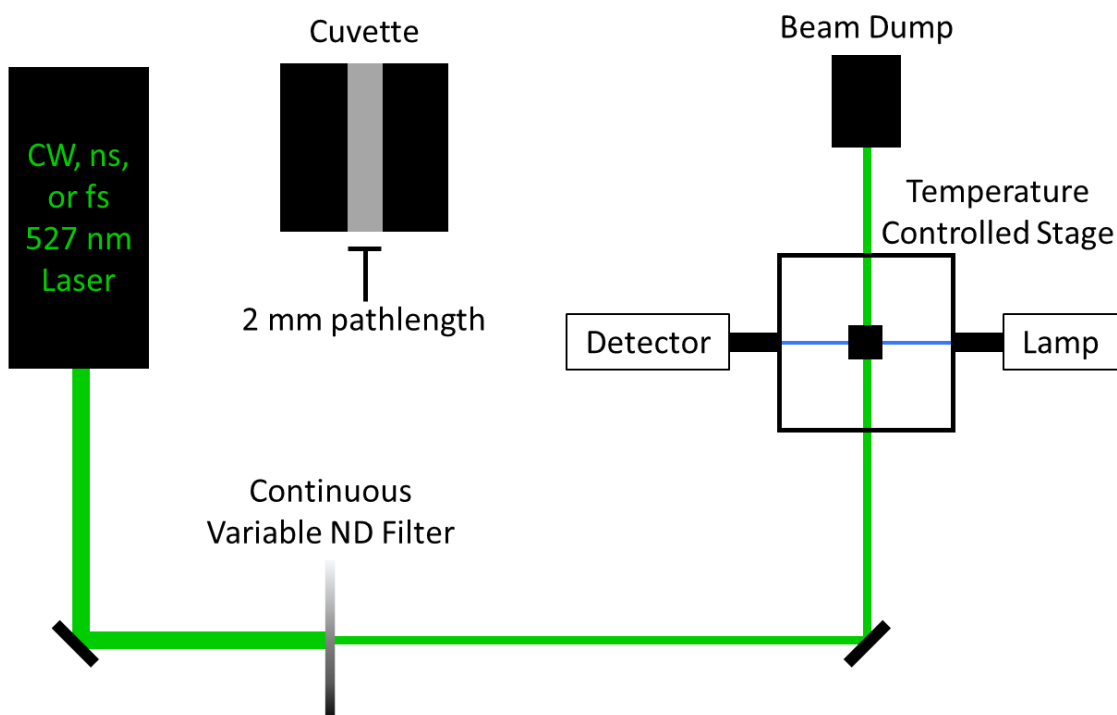 Cuvette
Beam Dump
CW, ns,
or fs
527 nm
Laser
Temperature
Controlled Stage
2 mm pathlength
Detector
Lamp
Continuous
Variable ND Filter